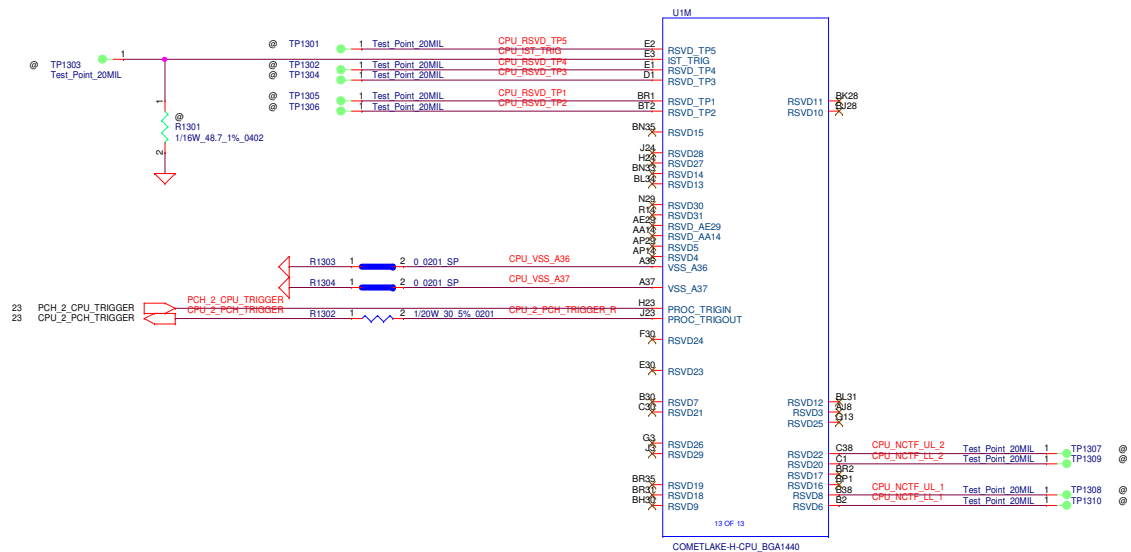 U1M
@ TP1301 1 Test_Point_20MIL CPU_RSVD_TP5 E2 RSVD_TP5
@ TP1303 1 CPU_IST_TRIG E3 IST_TRIG
Test_Point_20MIL
@ TP1302 1 Test_Point_20MIL CPU_RSVD_TP4 E1 RSVD_TP4
@ TP1304 1 Test_Point_20MIL CPU_RSVD_TP3 D1 RSVD_TP3
@ TP1305 1 Test_Point_20MIL CPU_RSVD_TP1 BR1 RSVD_TP1 RSVD11 BK28
@ TP1306 1 Test_Point_20MIL CPU_RSVD_TP2 BT2 RSVD_TP2 RSVD10 BJ28
1
@
R1301
1/16W_48.7_1%_0402
2
BN35 RSVD15
J24 RSVD28
H24 RSVD27
BN33 RSVD14
BL34 RSVD13
N29 RSVD30
R14 RSVD31
AE29 RSVD_AE29
AA14 RSVD_AA14
AP29 RSVD5
AP14 RSVD4
R1303 1 2 0_0201_SP CPU_VSS_A36 A36 VSS_A36
R1304 1 2 0_0201_SP CPU_VSS_A37 A37 VSS_A37
23 PCH_2_CPU_TRIGGER PCH_2_CPU_TRIGGER H23 PROC_TRIGIN
23 CPU_2_PCH_TRIGGER CPU_2_PCH_TRIGGER R1302 1 2 1/20W_30_5%_0201 CPU_2_PCH_TRIGGER_R J23 PROC_TRIGOUT
F30 RSVD24
E30 RSVD23
B30 RSVD7 RSVD12 BL31
C30 RSVD21 RSVD3 AJ8
RSVD25 G13
G3 RSVD26
J3 RSVD29
RSVD22 C38 CPU_NCTF_UL_2 Test_Point_20MIL 1 TP1307 @
RSVD20 C1 CPU_NCTF_LL_2 Test_Point_20MIL 1 TP1309 @
RSVD17 BR2
BR35 RSVD19 RSVD16 BP1
BR31 RSVD18 RSVD8 B38 CPU_NCTF_UL_1 Test_Point_20MIL 1 TP1308 @
BH30 RSVD9 RSVD6 B2 CPU_NCTF_LL_1 Test_Point_20MIL 1 TP1310 @
13 OF 13
COMETLAKE-H-CPU_BGA1440